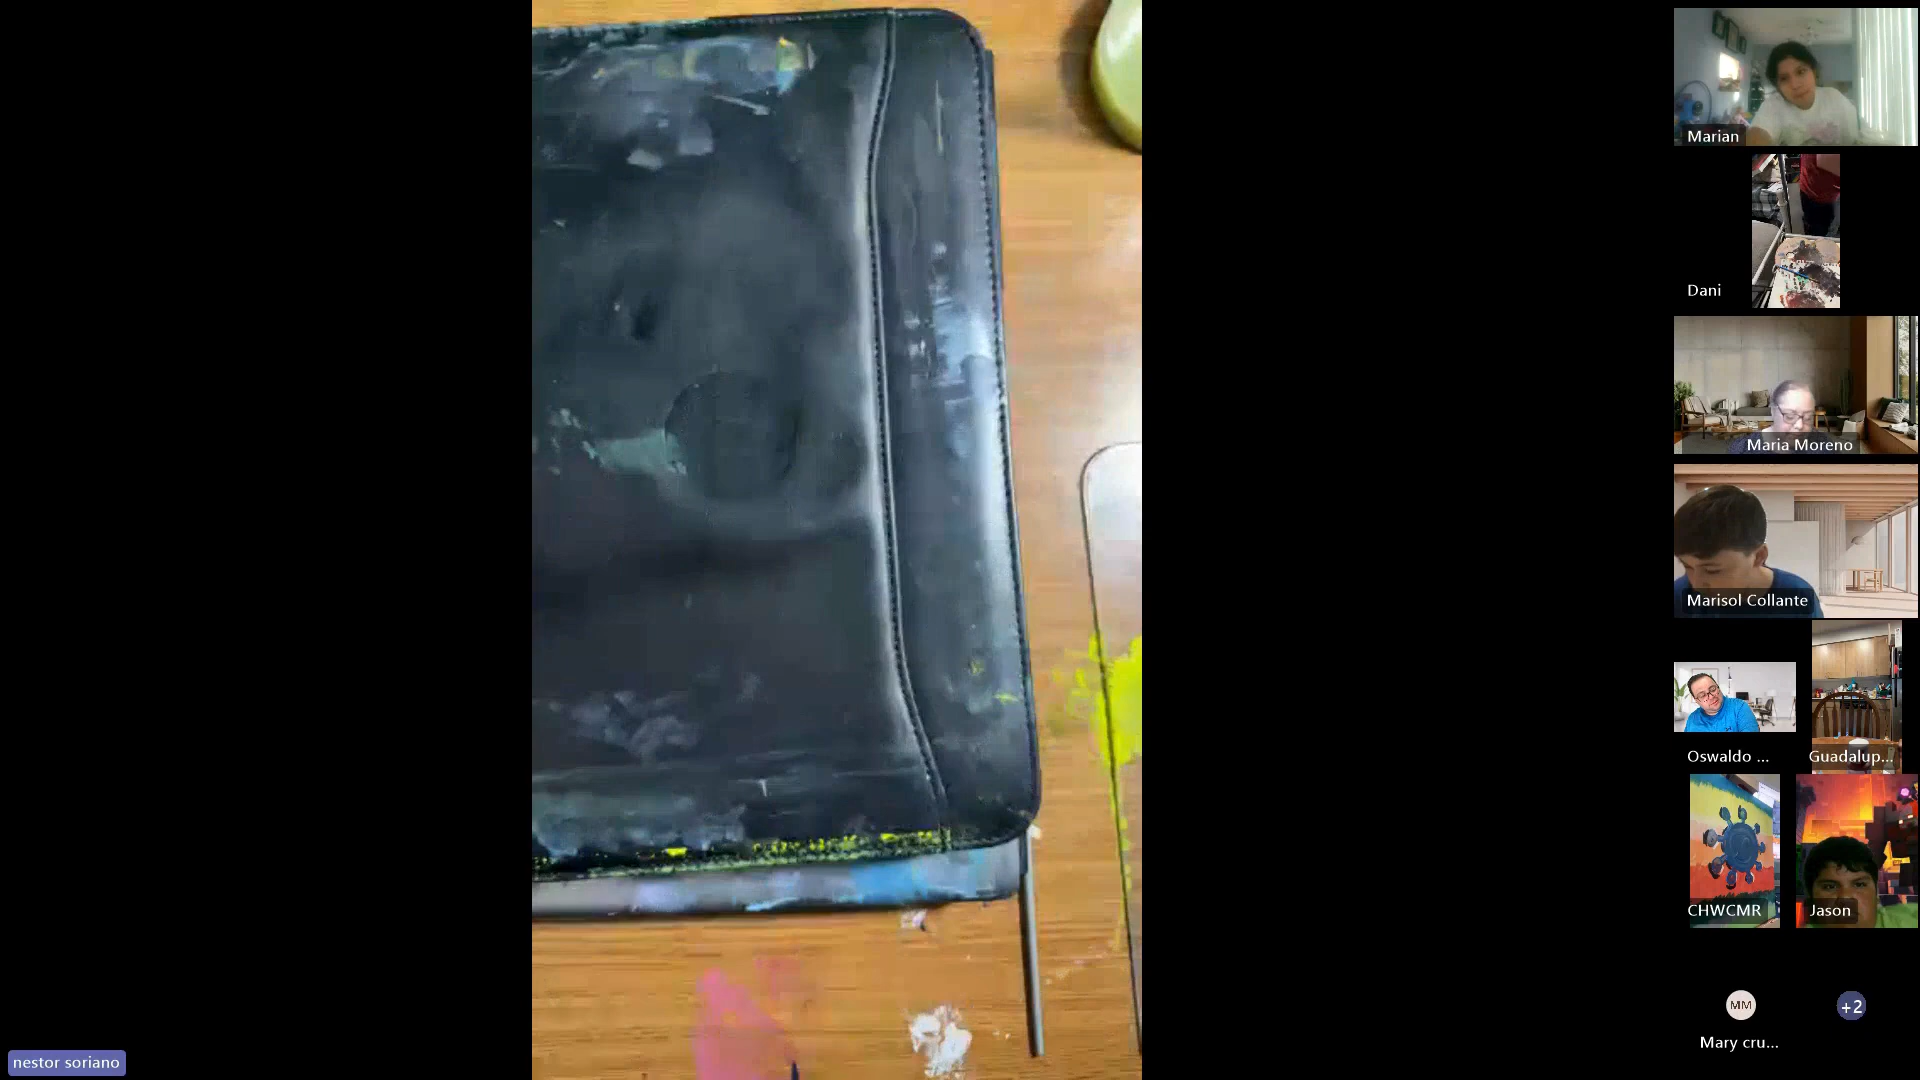 Marian
Dani
Maria Moreno
Marisol Collante
Oswaldo ...
Guadalup...
CHWCMR
Jason
MM
+2
Mary cru...
nestor soriano